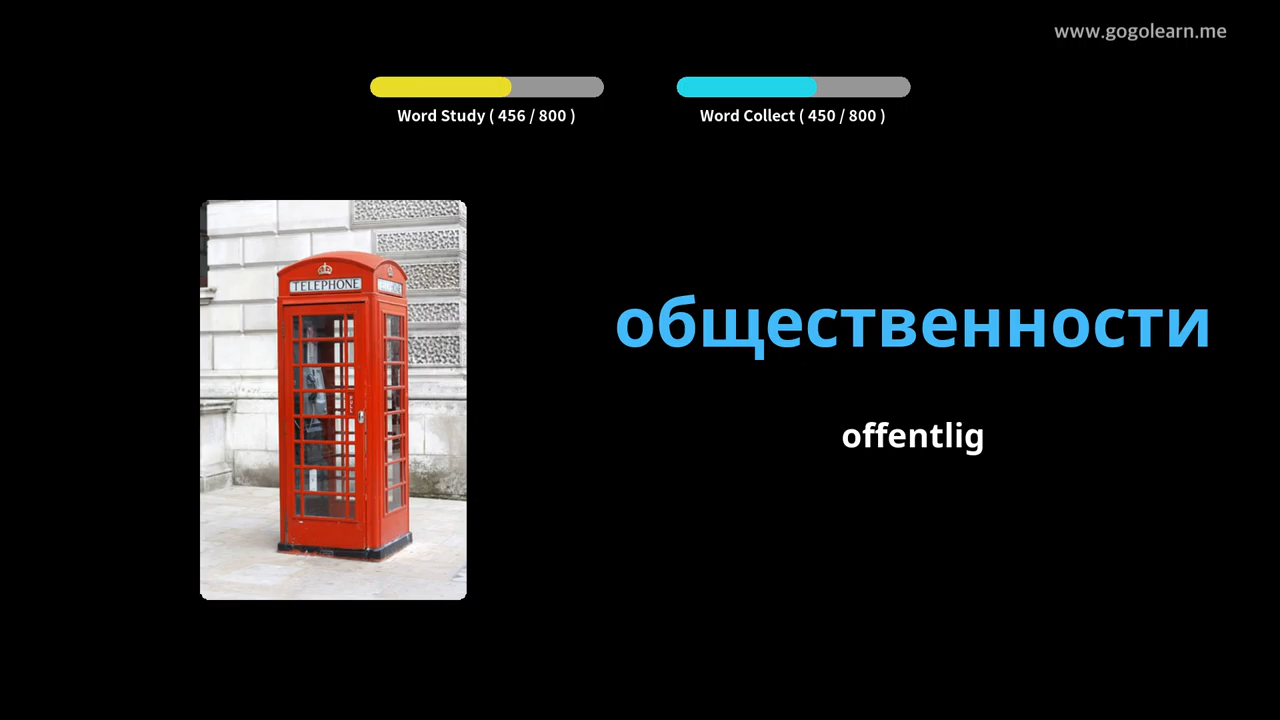 www.gogolearn.me
Word Study ( 456 / 800 )
Word Collect ( 450 / 800 )
TELEPHONE
общественности
offentlig